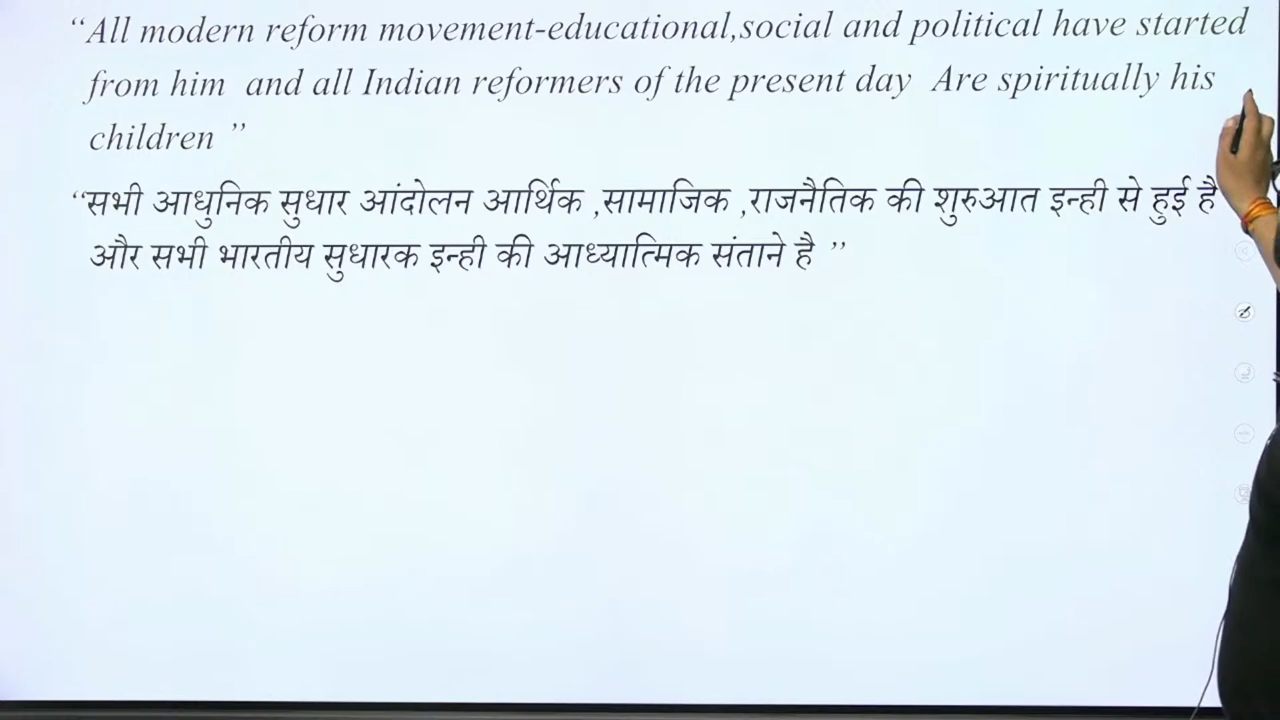 “All modern reform movement-educational,social and political have started
from him and all Indian reformers of the present day Are spiritually his
children ”
“सभी आधुनिक सुधार आंदोलन आर्थिक ,सामाजिक ,राजनैतिक की शुरुआत इन्ही से हुई है
और सभी भारतीय सुधारक इन्ही की आध्यात्मिक संताने है ”